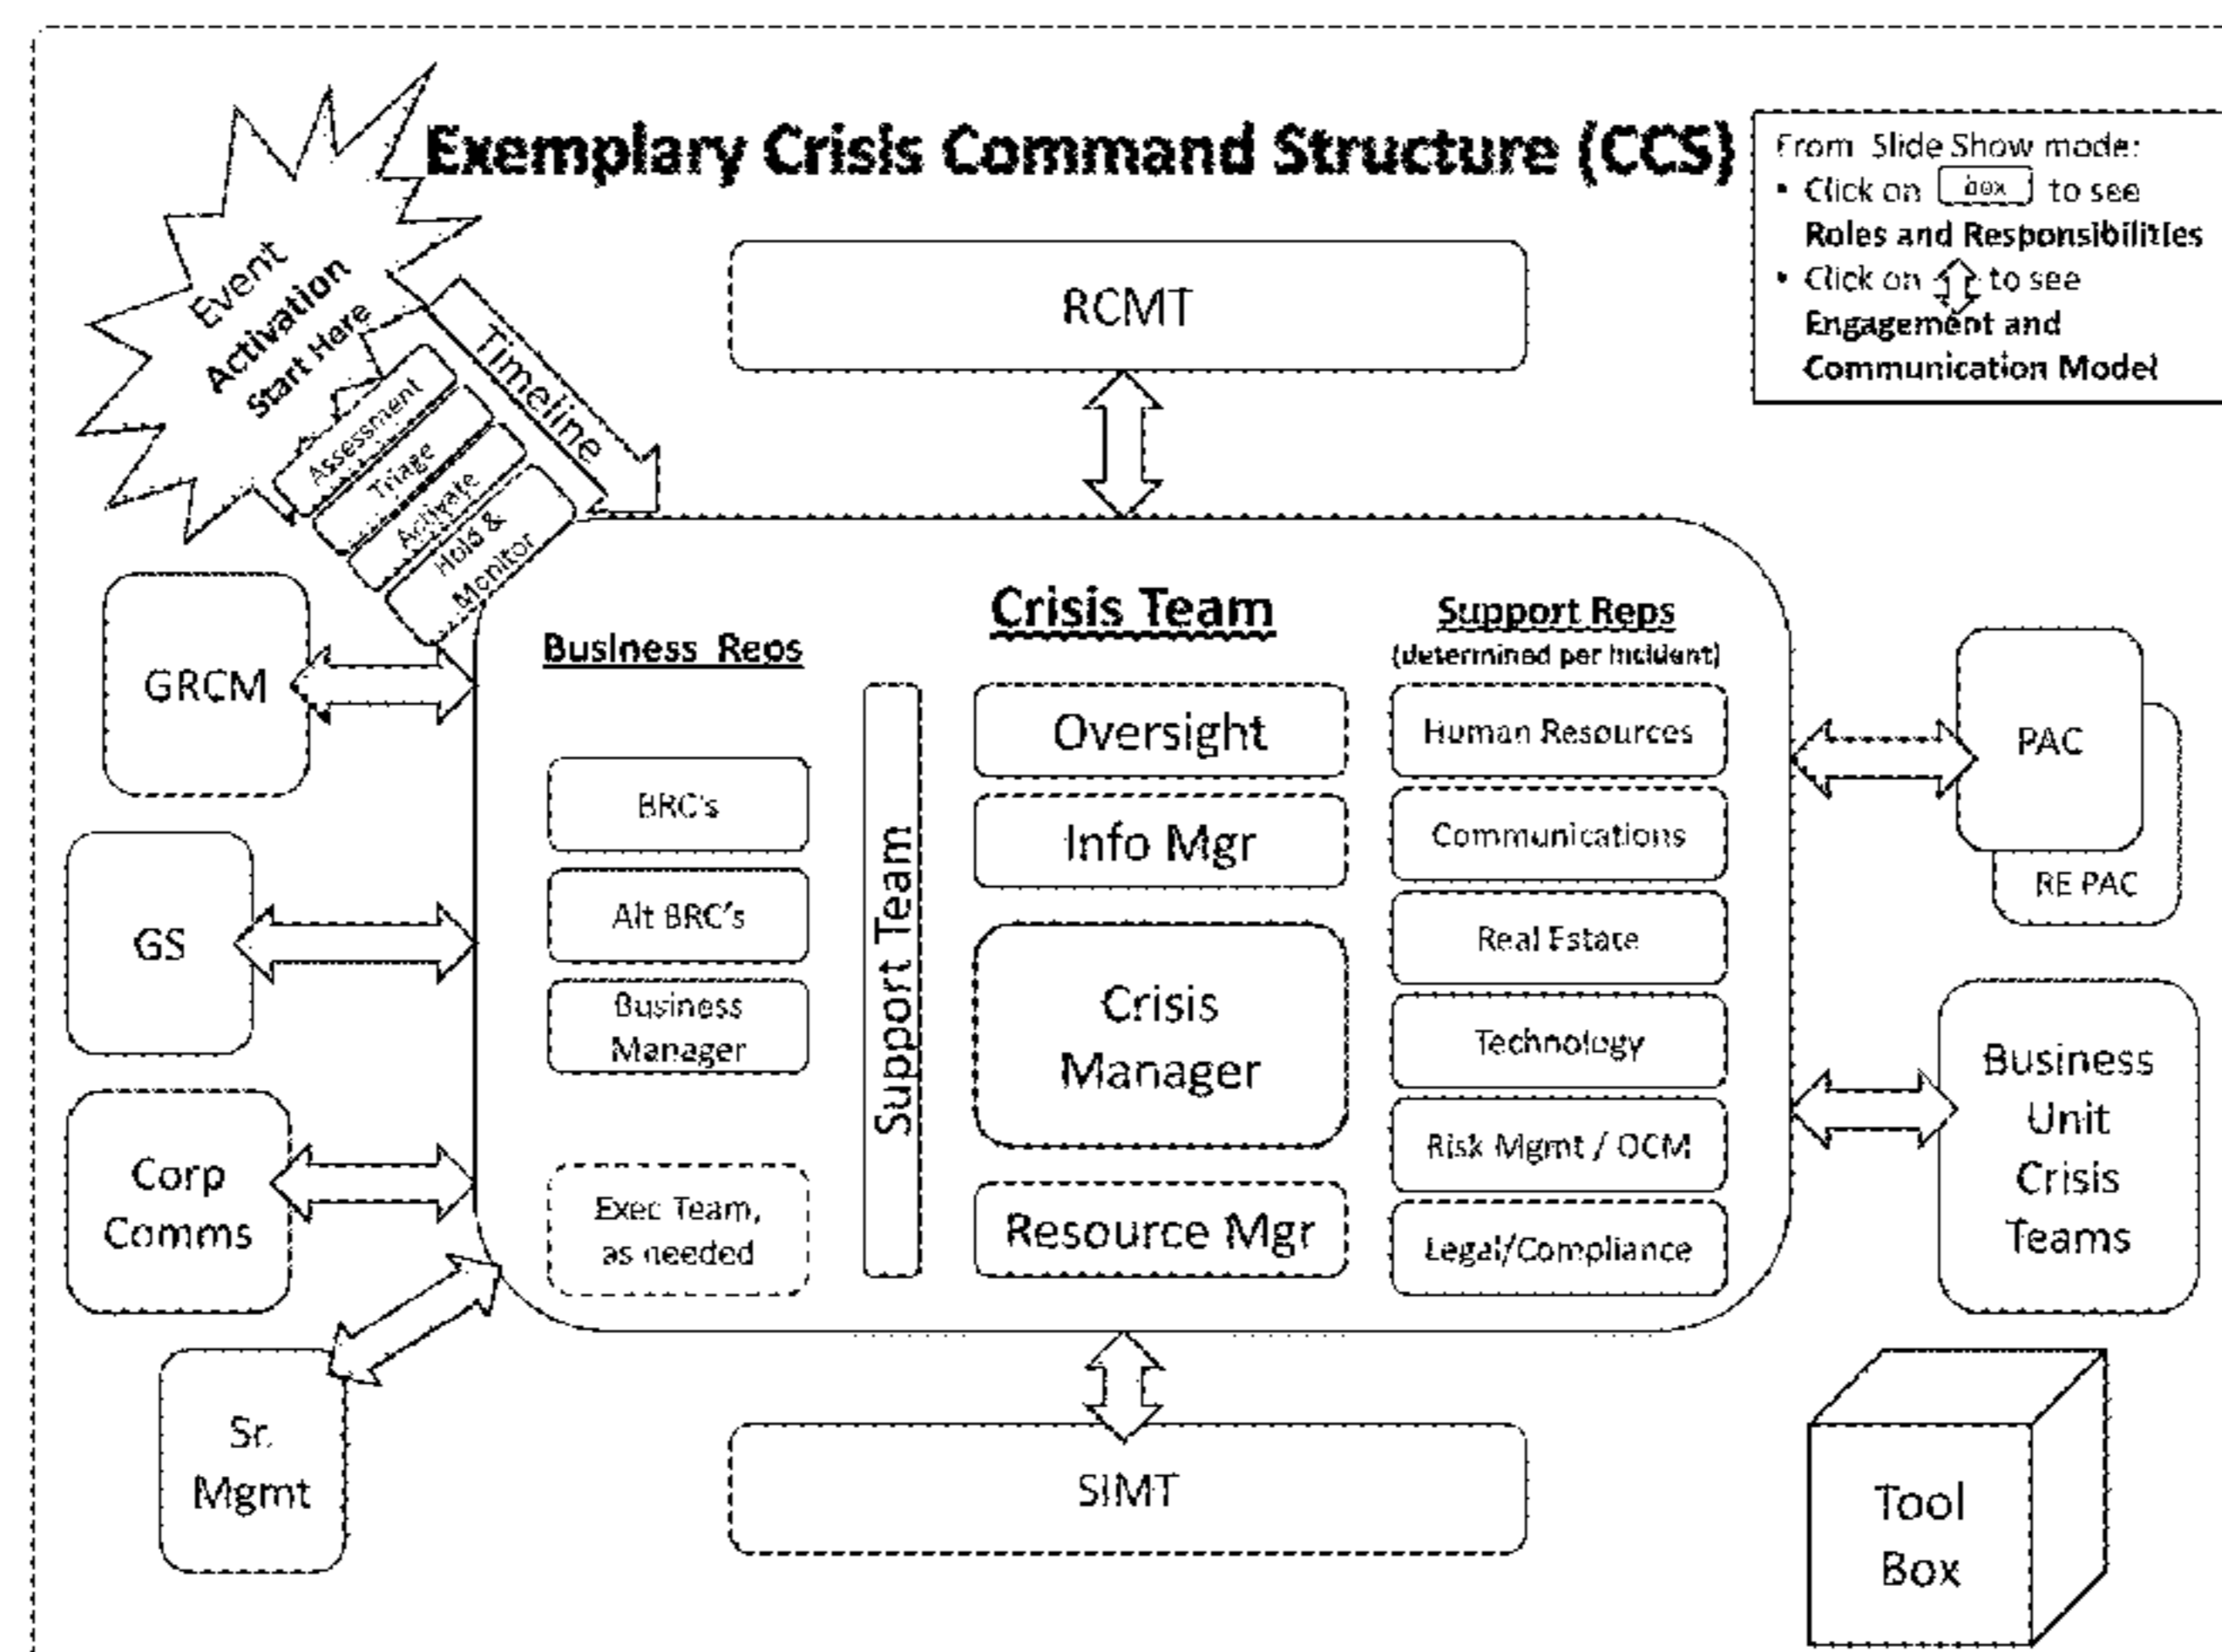 Exemplary Crisis Command Structure (CCS)
From Slide Show mode:
• Click on box to see
Roles and Responsibilities
• Click on to see
Engagement and
Communication Model
Event
Activation
Start Here
Timeline
Assessment
Triage
Activate
Hold &
Monitor
RCMT
Crisis Team
Business Reps
Support Reps
(determined per incident)
GRCM
GS
Corp
Comms
Sr.
Mgmt
BRC's
Alt BRC's
Business
Manager
Exec Team,
as needed
Support Team
Oversight
Info Mgr
Crisis
Manager
Resource Mgr
Human Resources
Communications
Real Estate
Technology
Risk Mgmt / OCM
Legal/Compliance
PAC
RE PAC
Business
Unit
Crisis
Teams
SIMT
Tool
Box